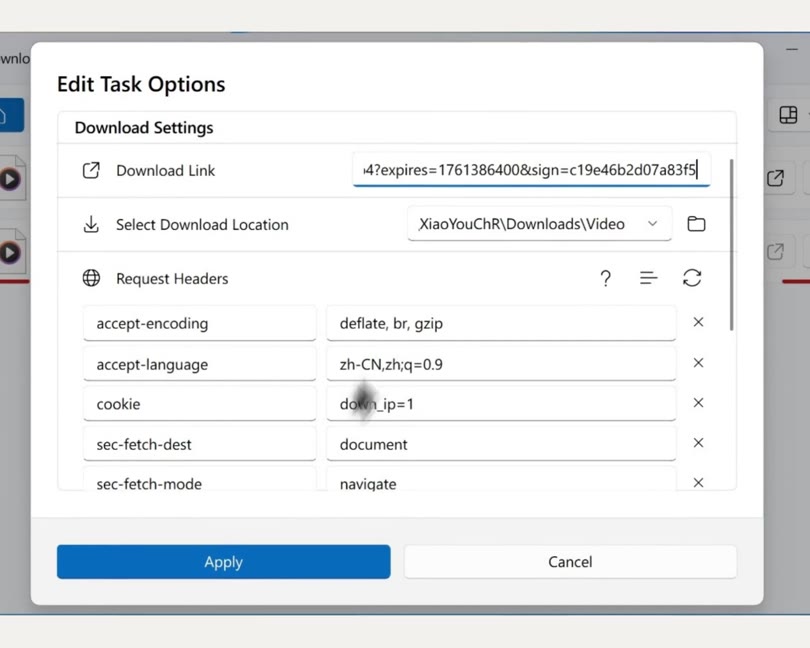 Edit Task Options
Download Settings
Download Link
4?expires=1761386400&sign=c19e46b2d07a83f5
Select Download Location
XiaoYouChR\Downloads\Video
Request Headers
?
accept-encoding
deflate, br, gzip
accept-language
zh-CN,zh;q=0.9
cookie
sec-fetch-dest
document
sec-fetch-mode
navigate
Apply
Cancel